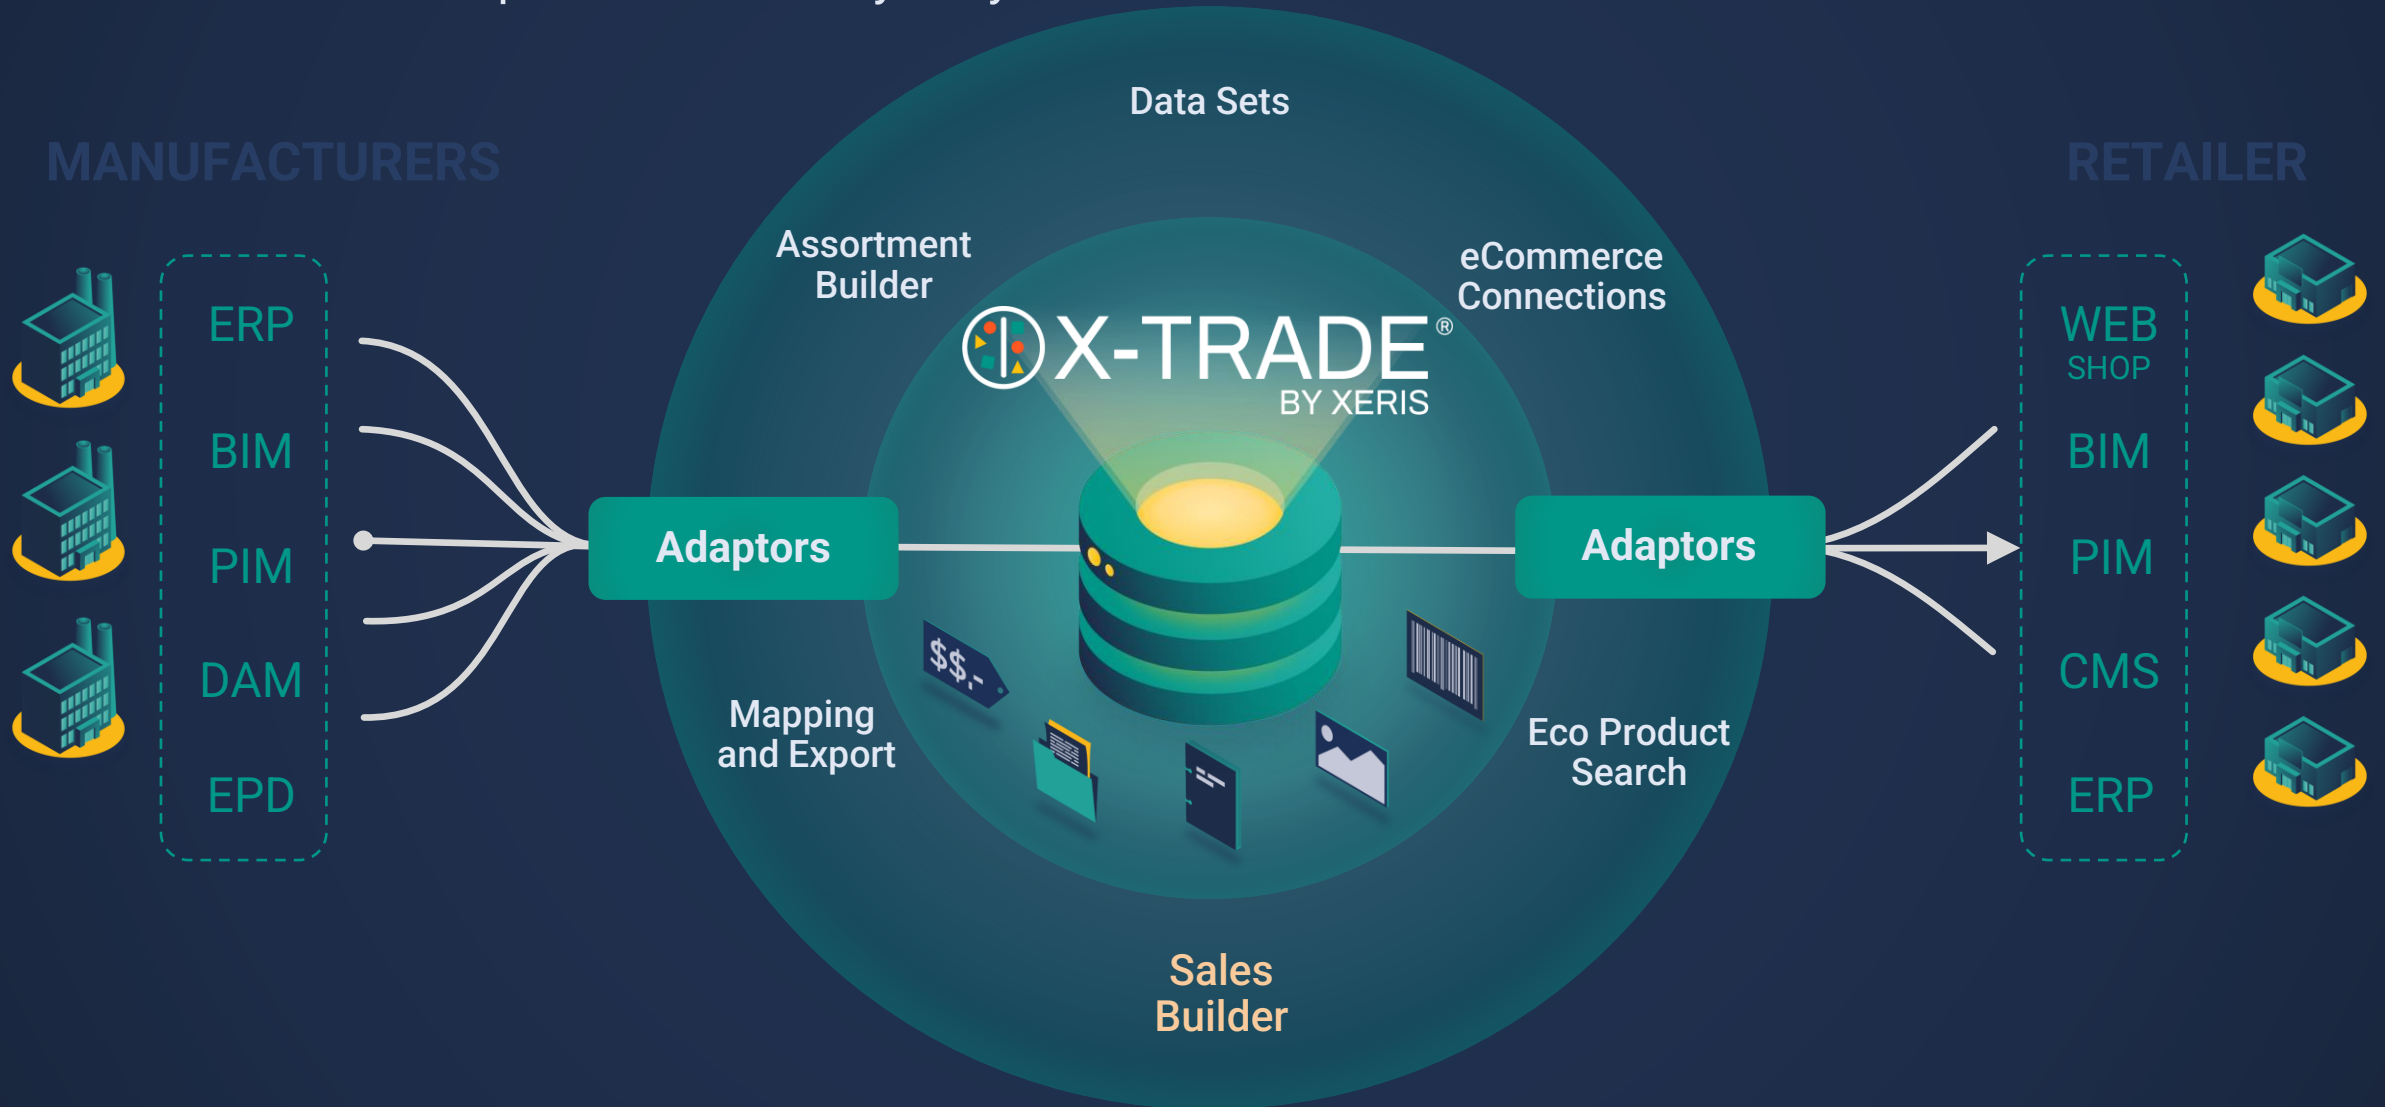 Data Sets
MANUFACTURERS
RETAILER
Assortment
Builder
eCommerce
Connections
X-TRADE®
BY XERIS
ERP
BIM
PIM
DAM
EPD
Adaptors
Adaptors
WEB
SHOP
BIM
PIM
CMS
ERP
$$.-
Mapping
and Export
Eco Product
Search
Sales
Builder